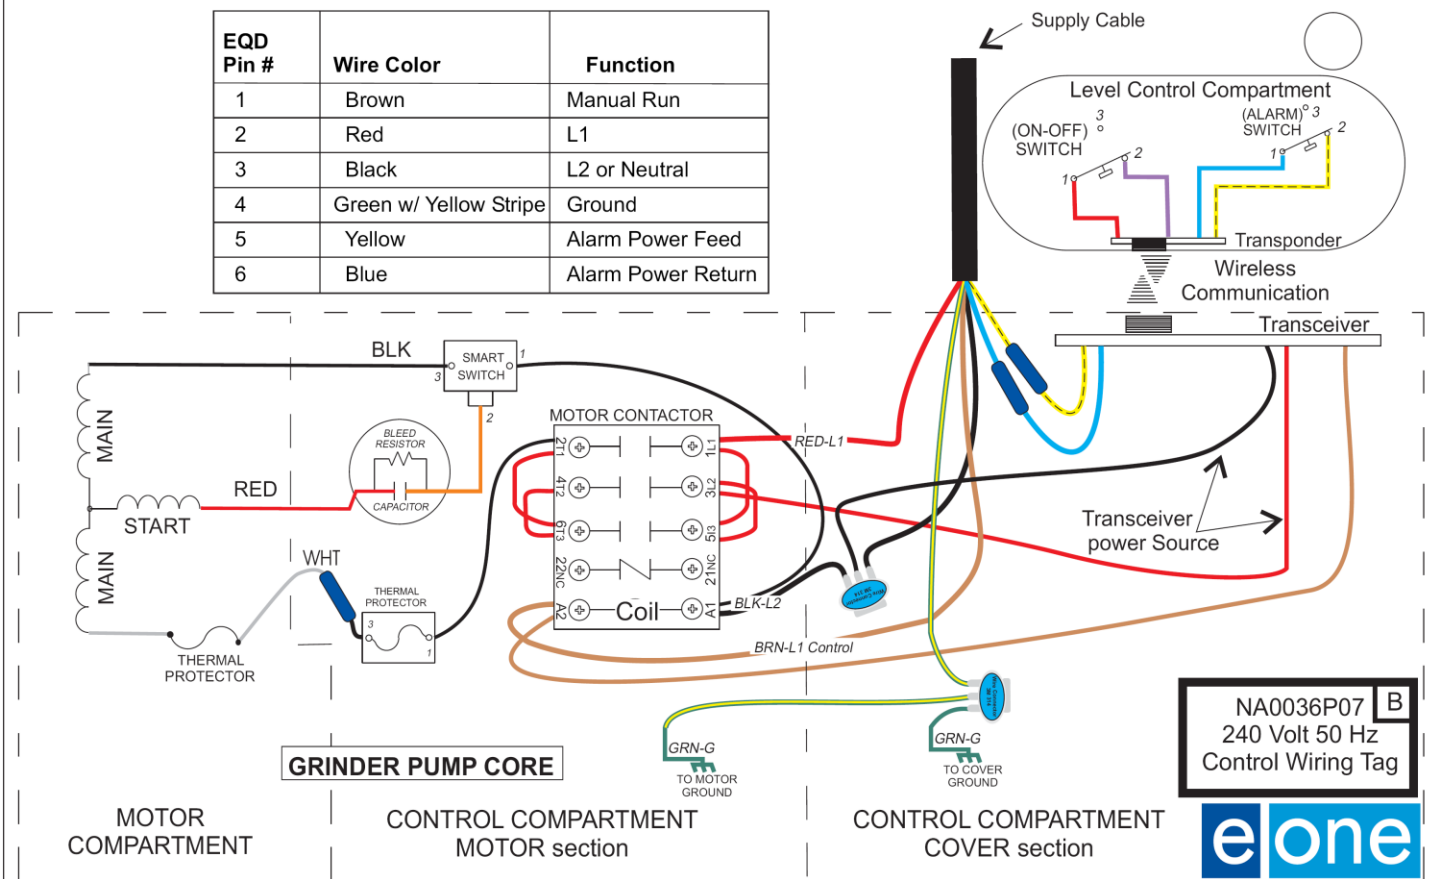 Supply Cable
EQD
Pin # Wire Color Function
1 Brown Manual Run
2 Red L1
3 Black L2 or Neutral
4 Green w/ Yellow Stripe Ground
5 Yellow Alarm Power Feed
6 Blue Alarm Power Return
Level Control Compartment
(ON-OFF)
SWITCH
3
2
1
(ALARM)
SWITCH
3
2
1
Transponder
Wireless
Communication
Transceiver
BLK
SMART
SWITCH
3
1
2
MAIN
START
MAIN
RED
BLEED
RESISTOR
CAPACITOR
WHT
THERMAL
PROTECTOR
THERMAL
PROTECTOR
3
1
MOTOR CONTACTOR
2T1
4T2
6T3
22NC
A2
1L1
3L2
5l3
21NC
A1
Coil
RED-L1
BLK-L2
BRN-L1 Control
Transceiver
power Source
Wire Connector
Wire Connector
GRN-G
TO MOTOR
GROUND
GRN-G
TO COVER
GROUND
GRINDER PUMP CORE
MOTOR
COMPARTMENT
CONTROL COMPARTMENT
MOTOR section
CONTROL COMPARTMENT
COVER section
NA0036P07 B
240 Volt 50 Hz
Control Wiring Tag
e one